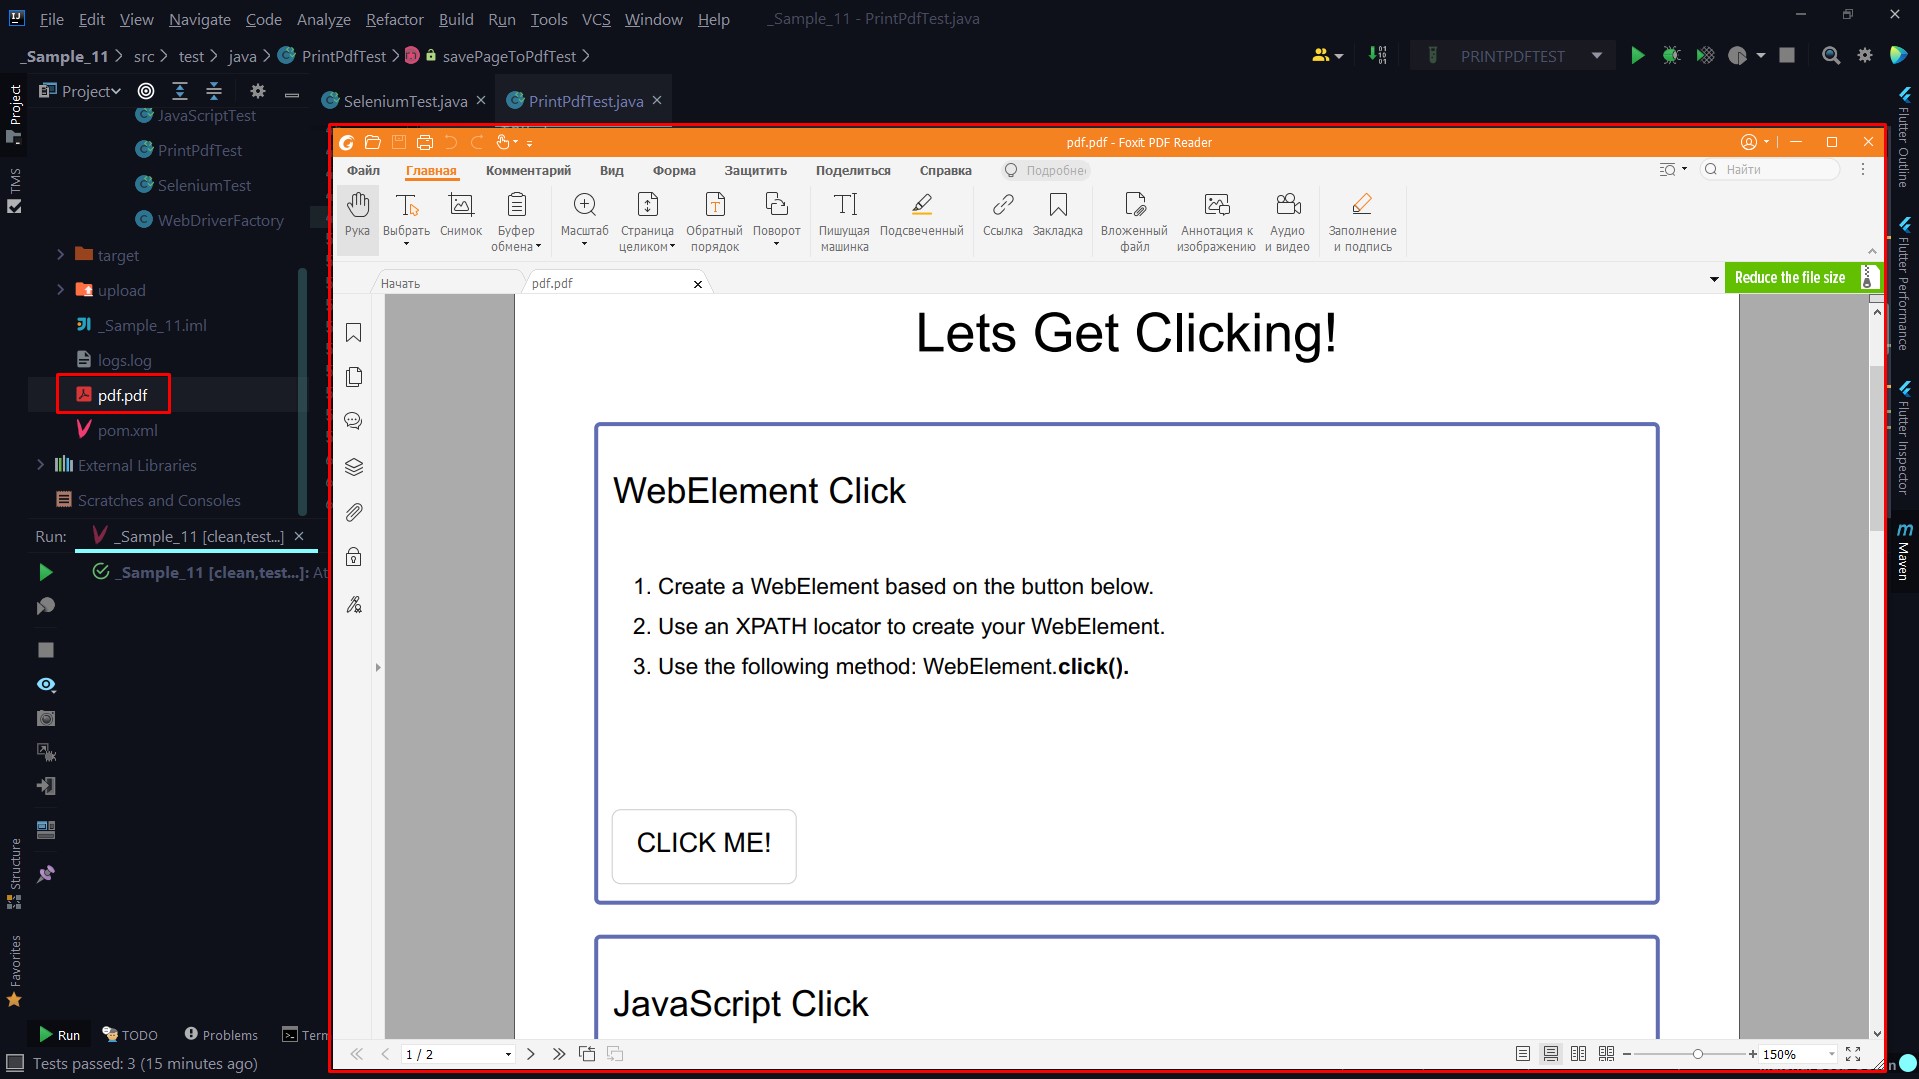 File Edit View Navigate Code Analyze Refactor Build Run Tools VCS Window Help _Sample_11 - PrintPdfTest.java
_Sample_11 src test java PrintPdfTest savePageToPdfTest PRINTPDFTEST
Project
SeleniumTest.java
PrintPdfTest.java
JavaScriptTest
PrintPdfTest
SeleniumTest
WebDriverFactory
target
upload
_Sample_11.iml
logs.log
pdf.pdf
pom.xml
External Libraries
Scratches and Consoles
Run: _Sample_11 [clean,test...]
_Sample_11 [clean,test...]: At
Project
TMS
Structure
Favorites
Run TODO Problems Term
Tests passed: 3 (15 minutes ago)
pdf.pdf - Foxit PDF Reader
Файл Главная Комментарий Вид Форма Защитить Поделиться Справка Подробне Найти
Рука
Выбрать
Снимок
Буфер
обмена
Масштаб
Страница
целиком
Обратный
порядок
Поворот
Пишущая
машинка
Подсвеченный
Ссылка
Закладка
Вложенный
файл
Аннотация к
изображению
Аудио
и видео
Заполнение
и подпись
Начать
pdf.pdf
Reduce the file size
Lets Get Clicking!
WebElement Click
1. Create a WebElement based on the button below.
2. Use an XPATH locator to create your WebElement.
3. Use the following method: WebElement.click().
CLICK ME!
JavaScript Click
1 / 2
150%
Flutter Outline
Flutter Performance
Flutter Inspector
Maven